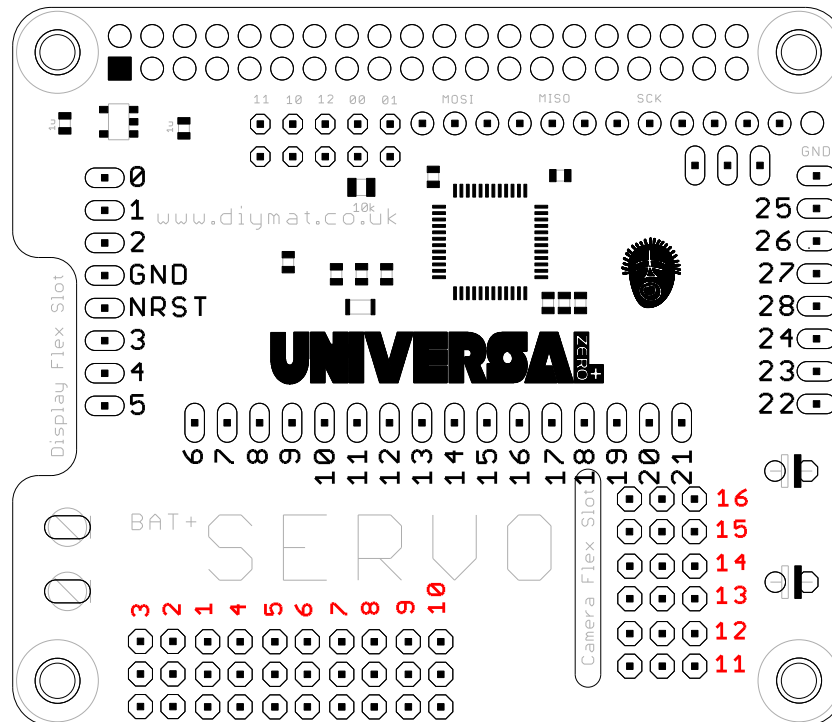 11 10 12 00 01 MOSI MISO SCK
1u
1u
GND
0
1
2
GND
NRST
3
4
5
www.diymat.co.uk
10k
25
26
27
28
24
23
22
Display Flex Slot
UNIVERSAL
ZERO
+
6 7 8 9 10 11 12 13 14 15 16 17 18 19 20 21
BAT+
SERVO
Camera Flex Slot
16
15
14
13
12
11
3 2 1 4 5 6 7 8 9 10